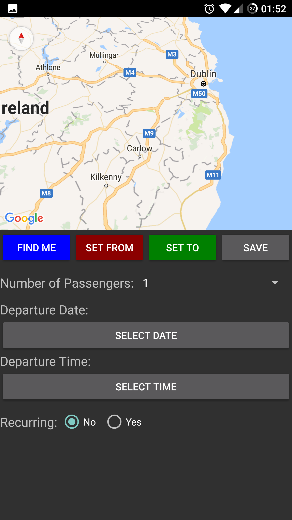 01:52
Mullingar
M3
Athlone
M4
Dublin
M50
reland
M9
Carlow
Kilkenny
M11
M8
Google
FIND ME SET FROM SET TO SAVE
Number of Passengers: 1
Departure Date:
SELECT DATE
Departure Time:
SELECT TIME
Recurring: No Yes